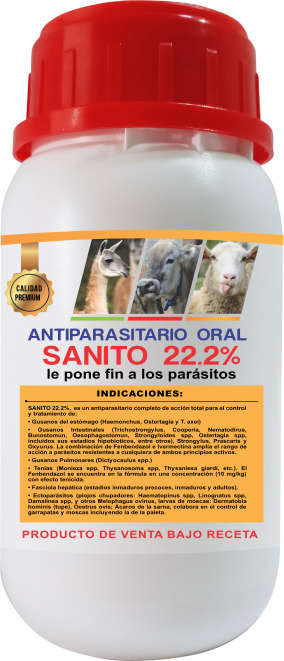 CALIDAD
PREMIUM
ANTIPARASITARIO ORAL
SANITO 22.2%
le pone fin a los parásitos
INDICACIONES:
SANITO 22.2%, es un antiparasitario completo de acción total para el control
y tratamiento de:
• Gusanos del estómago (Haemonchus, Ostertagia y T. axei)
• Gusanos Intestinales (Trichostrongylus, Cooperia, Nematodirus,
Bunostomun, Oesophagostomun, Strongyloides spp, Ostertagia spp,
incluidos sus estadios hipobióticos, entre otros), Strongylus, Prascaris y
Oxyurus. La combinación de Fenbendazol e Ivermectina amplía el rango de
acción a parásitos resistentes a cualquiera de ambos principios activos.
• Gusanos Pulmonares (Dictyocaulus spp.)
• Tenias (Monieza spp, Thysanosoma spp, Thysaniesa giardi, etc.). El
Fenbendazol se encuentra en la fórmula en una concentración (10 mg/kg)
con efecto tenicida.
• Fasciola hepática (estadios inmaduros precoces, inmaduros y adultos).
• Ectoparásitos (piojos chupadores: Haematopinus spp, Linognatus spp,
Damalinea spp, y otros Melophagus ovinus, larvas de moscas: Dermatobia
hominis (tupe), Oestrus ovis; Ácaros de la sarna, colabora en el control de
garrapatas y moscas incluyendo la de la paleta.
PRODUCTO DE VENTA BAJO RECETA